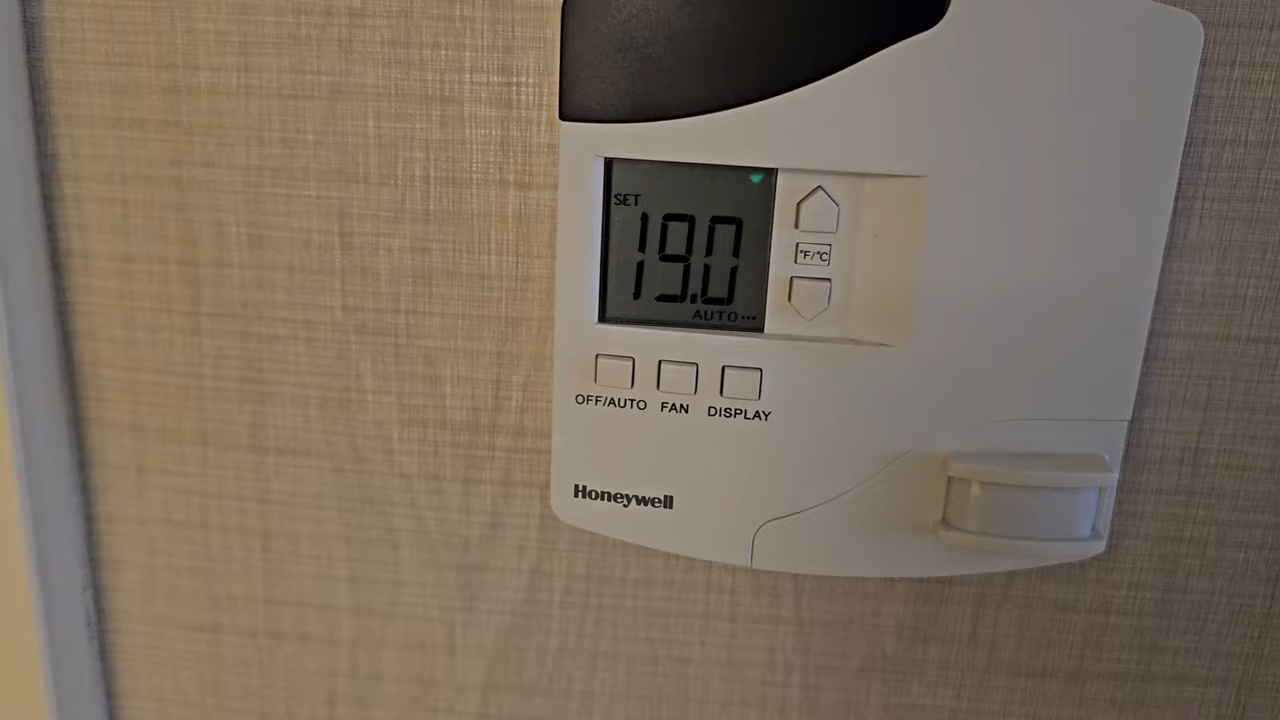 SET
19.0
AUTO...
°F/°C
OFF/AUTO FAN DISPLAY
Honeywell